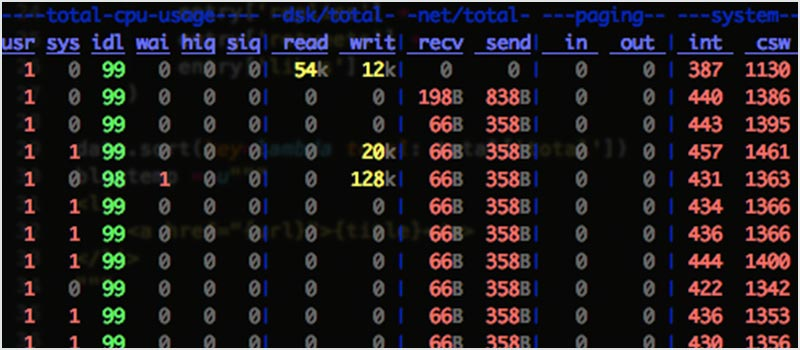 ----total-cpu-usage---- -dsk/total- -net/total- ---paging-- ---system--
usr sys idl wai hiq siq| read writ| recv send| in out | int csw
1 0 99 0 0 0| 54k 12k| 0 0 | 0 0 | 387 1130
1 0 99 0 0 0| 0 0 | 198B 838B| 0 0 | 440 1386
1 0 99 0 0 0| 0 0 | 66B 358B| 0 0 | 443 1395
1 1 99 0 0 0| 0 20k| 66B 358B| 0 0 | 457 1461
1 0 98 1 0 0| 0 128k| 66B 358B| 0 0 | 431 1363
1 1 99 0 0 0| 0 0 | 66B 358B| 0 0 | 434 1366
1 1 99 0 0 0| 0 0 | 66B 358B| 0 0 | 436 1366
1 1 99 0 0 0| 0 0 | 66B 358B| 0 0 | 444 1400
1 0 99 0 0 0| 0 0 | 66B 358B| 0 0 | 422 1342
1 1 99 0 0 0| 0 0 | 66B 358B| 0 0 | 436 1353
1 1 99 0 0 0| 0 0 | 66B 358B| 0 0 | 430 1356